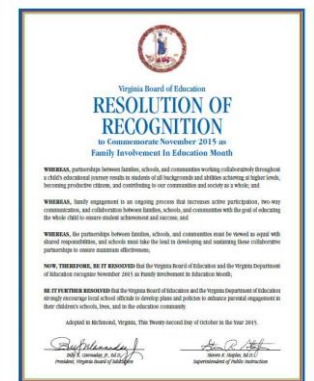 Virginia Board of Education
RESOLUTION OF
RECOGNITION
to Commemorate November 2015 as
Family Involvement In Education Month
WHEREAS, partnerships between families, schools, and communities working collaboratively throughout
a child's educational journey results in students of all backgrounds and abilities achieving at higher levels,
becoming productive citizens, and contributing to our communities and society as a whole; and
WHEREAS, family engagement is an ongoing process that increases active participation, two-way
communication, and collaboration between families, schools, and communities with the goal of educating
the whole child to ensure student achievement and success; and
WHEREAS, the partnerships between families, schools, and communities must be viewed as equal with
shared responsibilities, and schools must take the lead in developing and sustaining these collaborative
partnerships to ensure maximum effectiveness;
NOW, THEREFORE, BE IT RESOLVED that the Virginia Board of Education and the Virginia Department
of Education recognize November 2015 as Family Involvement in Education Month;
BE IT FURTHER RESOLVED that the Virginia Board of Education and the Virginia Department of Education
strongly encourage local school officials to develop plans and policies to enhance parental engagement in
their children's schools, lives, and in the education community.
Adopted in Richmond, Virginia, This Twenty-Second Day of October in the Year 2015.
Billy K. Cannaday, Jr. Ed.D.
President, Virginia Board of Education
Steven R. Staples, Ed.D.
Superintendent of Public Instruction